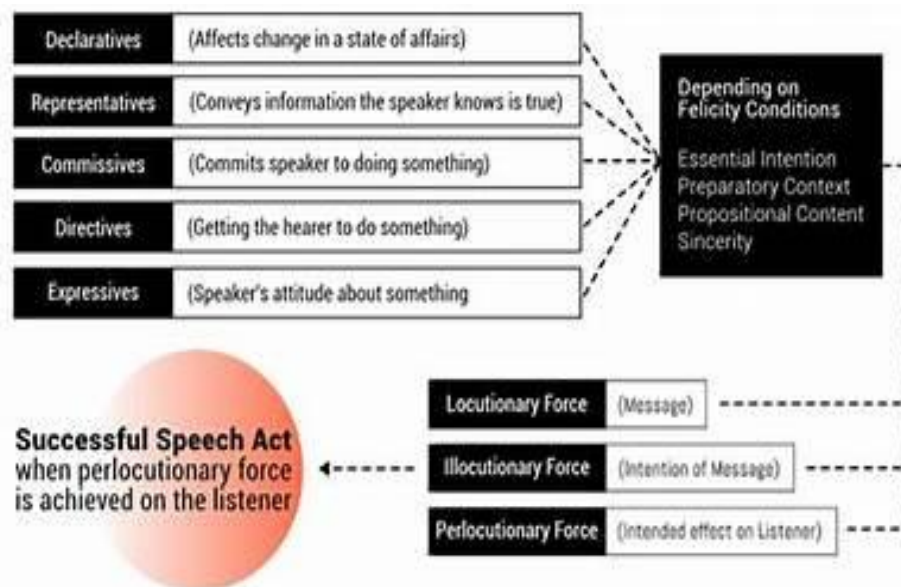 Declaratives (Affects change in a state of affairs)
Representatives (Conveys information the speaker knows is true)
Commissives (Commits speaker to doing something)
Directives (Getting the hearer to do something)
Expressives (Speaker's attitude about something
Depending on
Felicity Conditions
Essential Intention
Preparatory Context
Propositional Content
Sincerity
Locutionary Force (Message)
Illocutionary Force (Intention of Message)
Perlocutionary Force (Intended effect on Listener)
Successful Speech Act
when perlocutionary force
is achieved on the listener